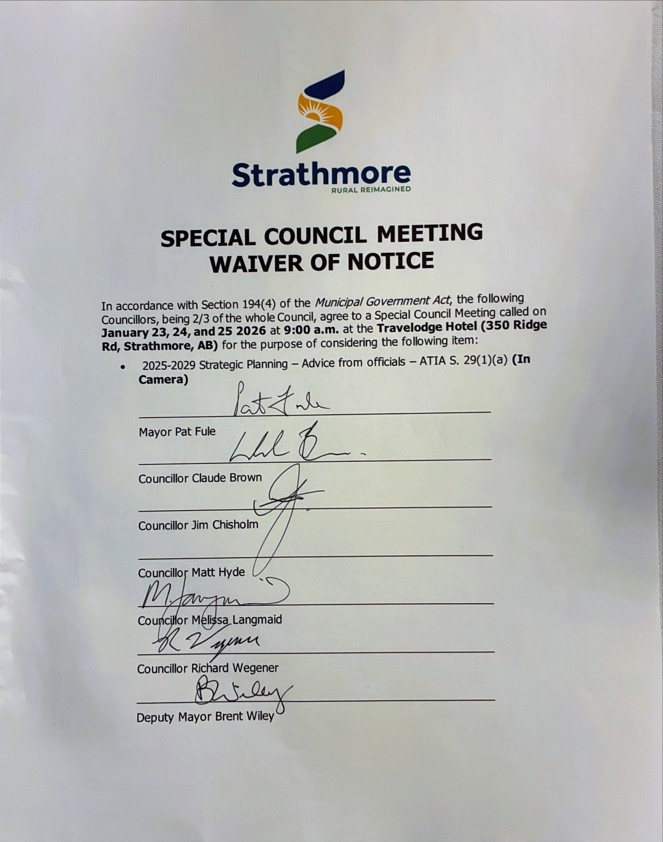 Strathmore
RURAL REIMAGINED
SPECIAL COUNCIL MEETING
WAIVER OF NOTICE
In accordance with Section 194(4) of the Municipal Government Act, the following
Councillors, being 2/3 of the whole Council, agree to a Special Council Meeting called on
January 23, 24, and 25 2026 at 9:00 a.m. at the Travelodge Hotel (350 Ridge
Rd, Strathmore, AB) for the purpose of considering the following item:
• 2025-2029 Strategic Planning – Advice from officials – ATIA S. 29(1)(a) (In
Camera)
Pat Fule
Mayor Pat Fule
Councillor Claude Brown
Councillor Jim Chisholm
Councillor Matt Hyde
Councillor Melissa Langmaid
Councillor Richard Wegener
B Wiley
Deputy Mayor Brent Wiley